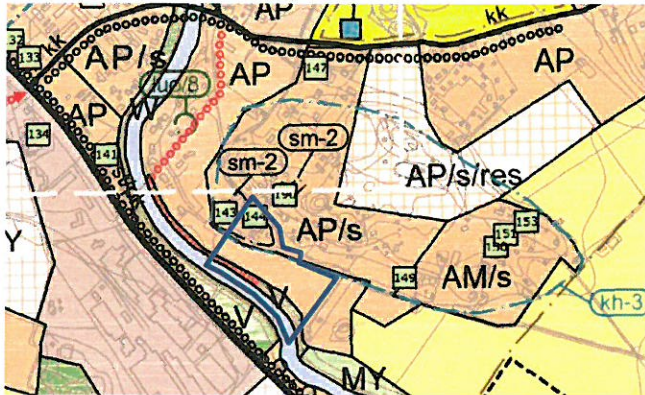 AP
kk
133
kk
AP/s
luo/8
AP
147
AP
AP
134
141
sm-2
sm-2
AP/s/res
143
144
AP/s
153
151
149
AM/s
kh-3
Y
V
V
MY